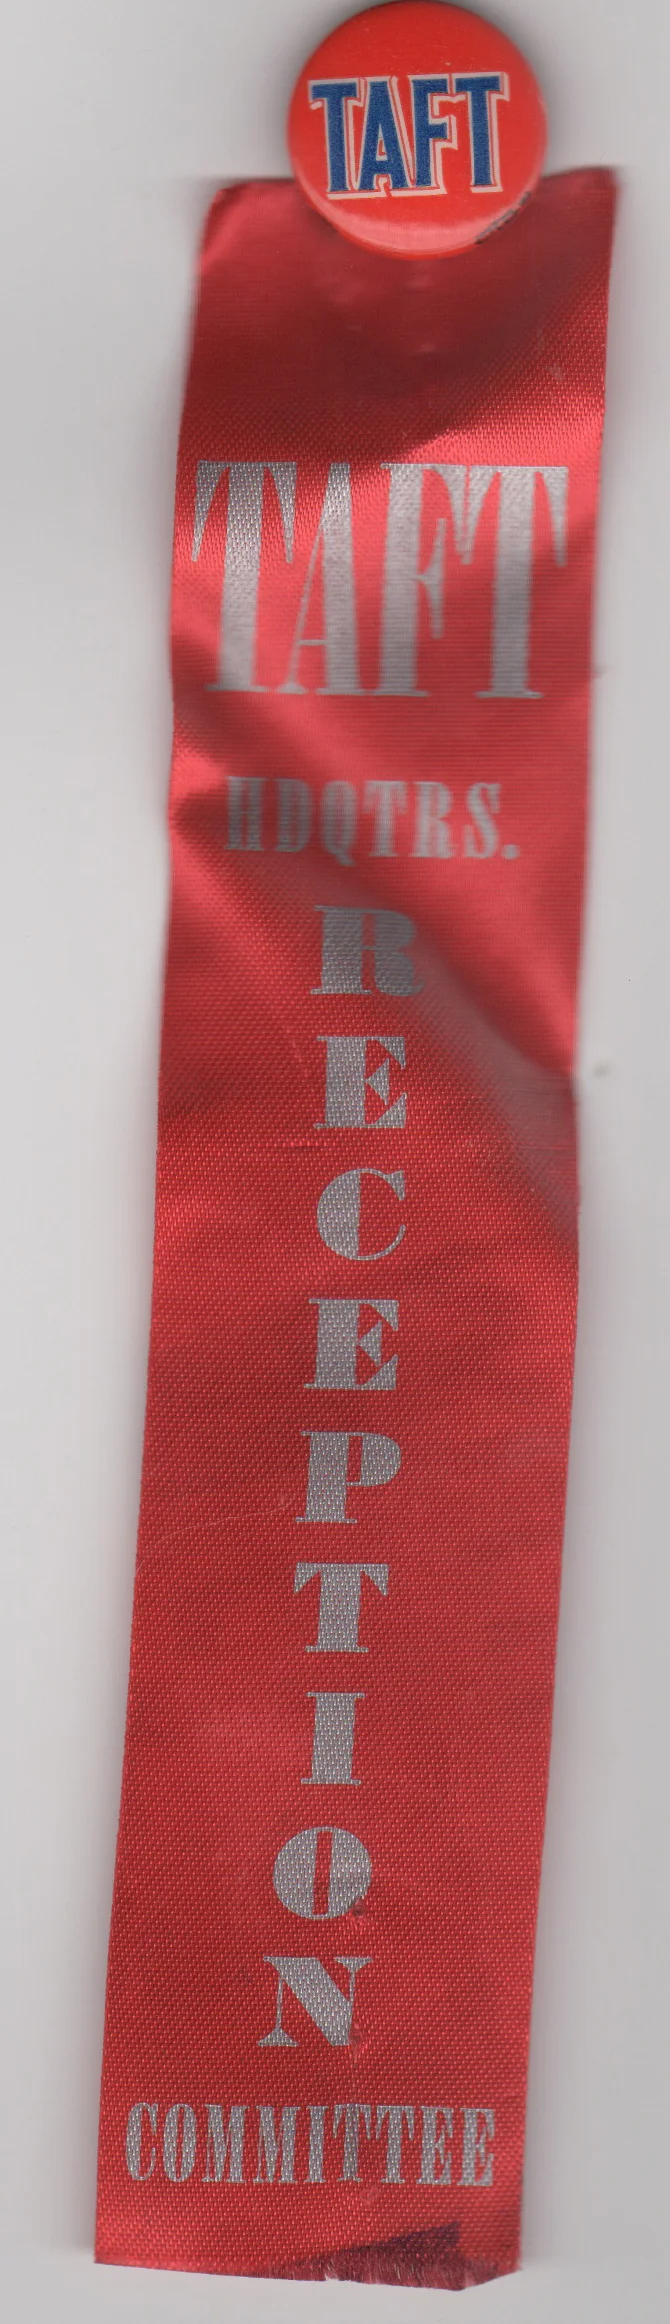 TAFT
TAFT
HDQTRS.
RECEPTION
COMMITTEE